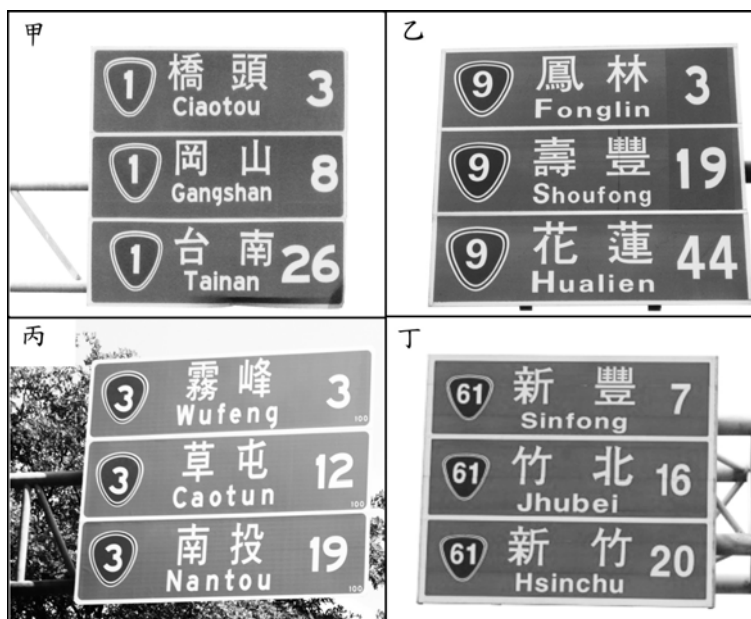 甲
1 橋頭 3
Ciaotou
1 岡山 8
Gangshan
1 台南 26
Tainan
乙
9 鳳林 3
Fonglin
9 壽豐 19
Shoufong
9 花蓮 44
Hualien
丙
3 霧峰 3
Wufeng
100
3 草屯 12
Caotun
100
3 南投 19
Nantou
100
丁
61 新豐 7
Sinfong
61 竹北 16
Jhubei
61 新竹 20
Hsinchu